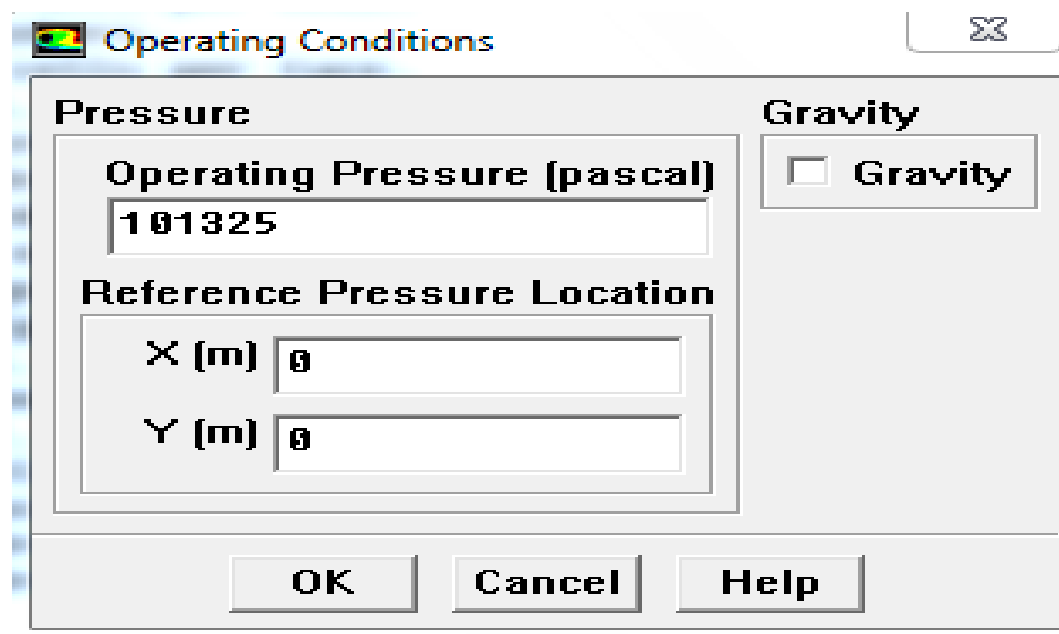 Operating Conditions
Pressure
Operating Pressure (pascal)
101325
Reference Pressure Location
X (m) 0
Y (m) 0
Gravity
Gravity
OK Cancel Help